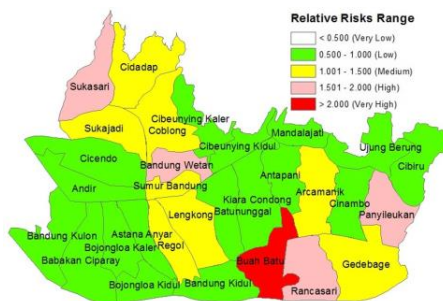 Relative Risks Range
< 0.500 (Very Low)
0.500 - 1.000 (Low)
1.001 - 1.500 (Medium)
1.501 - 2.000 (High)
> 2.000 (Very High)
Cidadap
Sukasari
Cibeunying Kaler
Sukajadi
Coblong
Mandalajati
Cibeunying Kidul
Ujung Berung
Cicendo
Bandung Wetan
Cibiru
Antapani
Andir
Sumur Bandung
Arcamanik
Kiara Condong
Cinambo
Lengkong
Batununggal
Panyileukan
Bandung Kulon
Astana Anyar
Bojongloa Kaler
Regol
Babakan Ciparay
Buah Batu
Gedebage
Bojongloa Kidul
Bandung Kidul
Rancasari